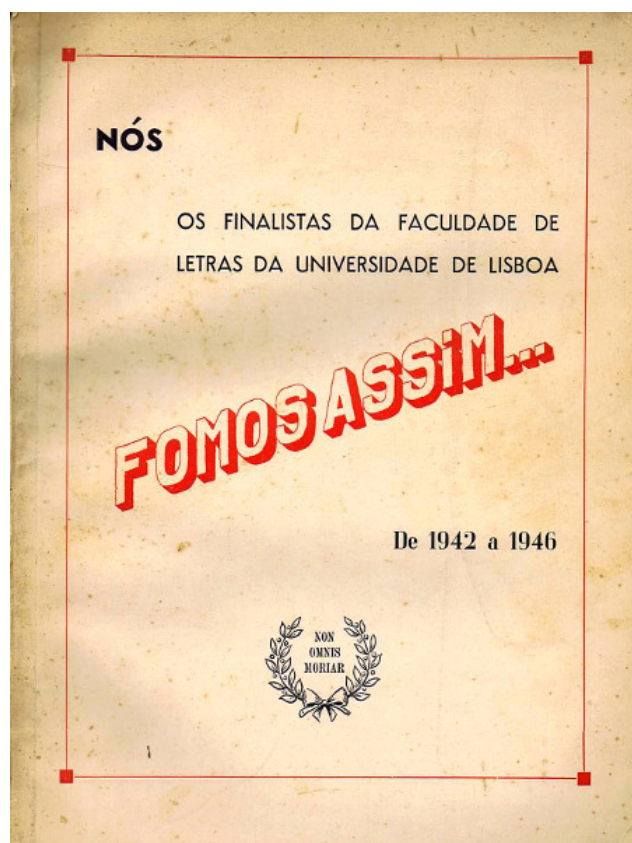 NÓS
OS FINALISTAS DA FACULDADE DE
LETRAS DA UNIVERSIDADE DE LISBOA
FOMOS ASSiM...
De 1942 a 1946
NON
OMNIS
MORIAR